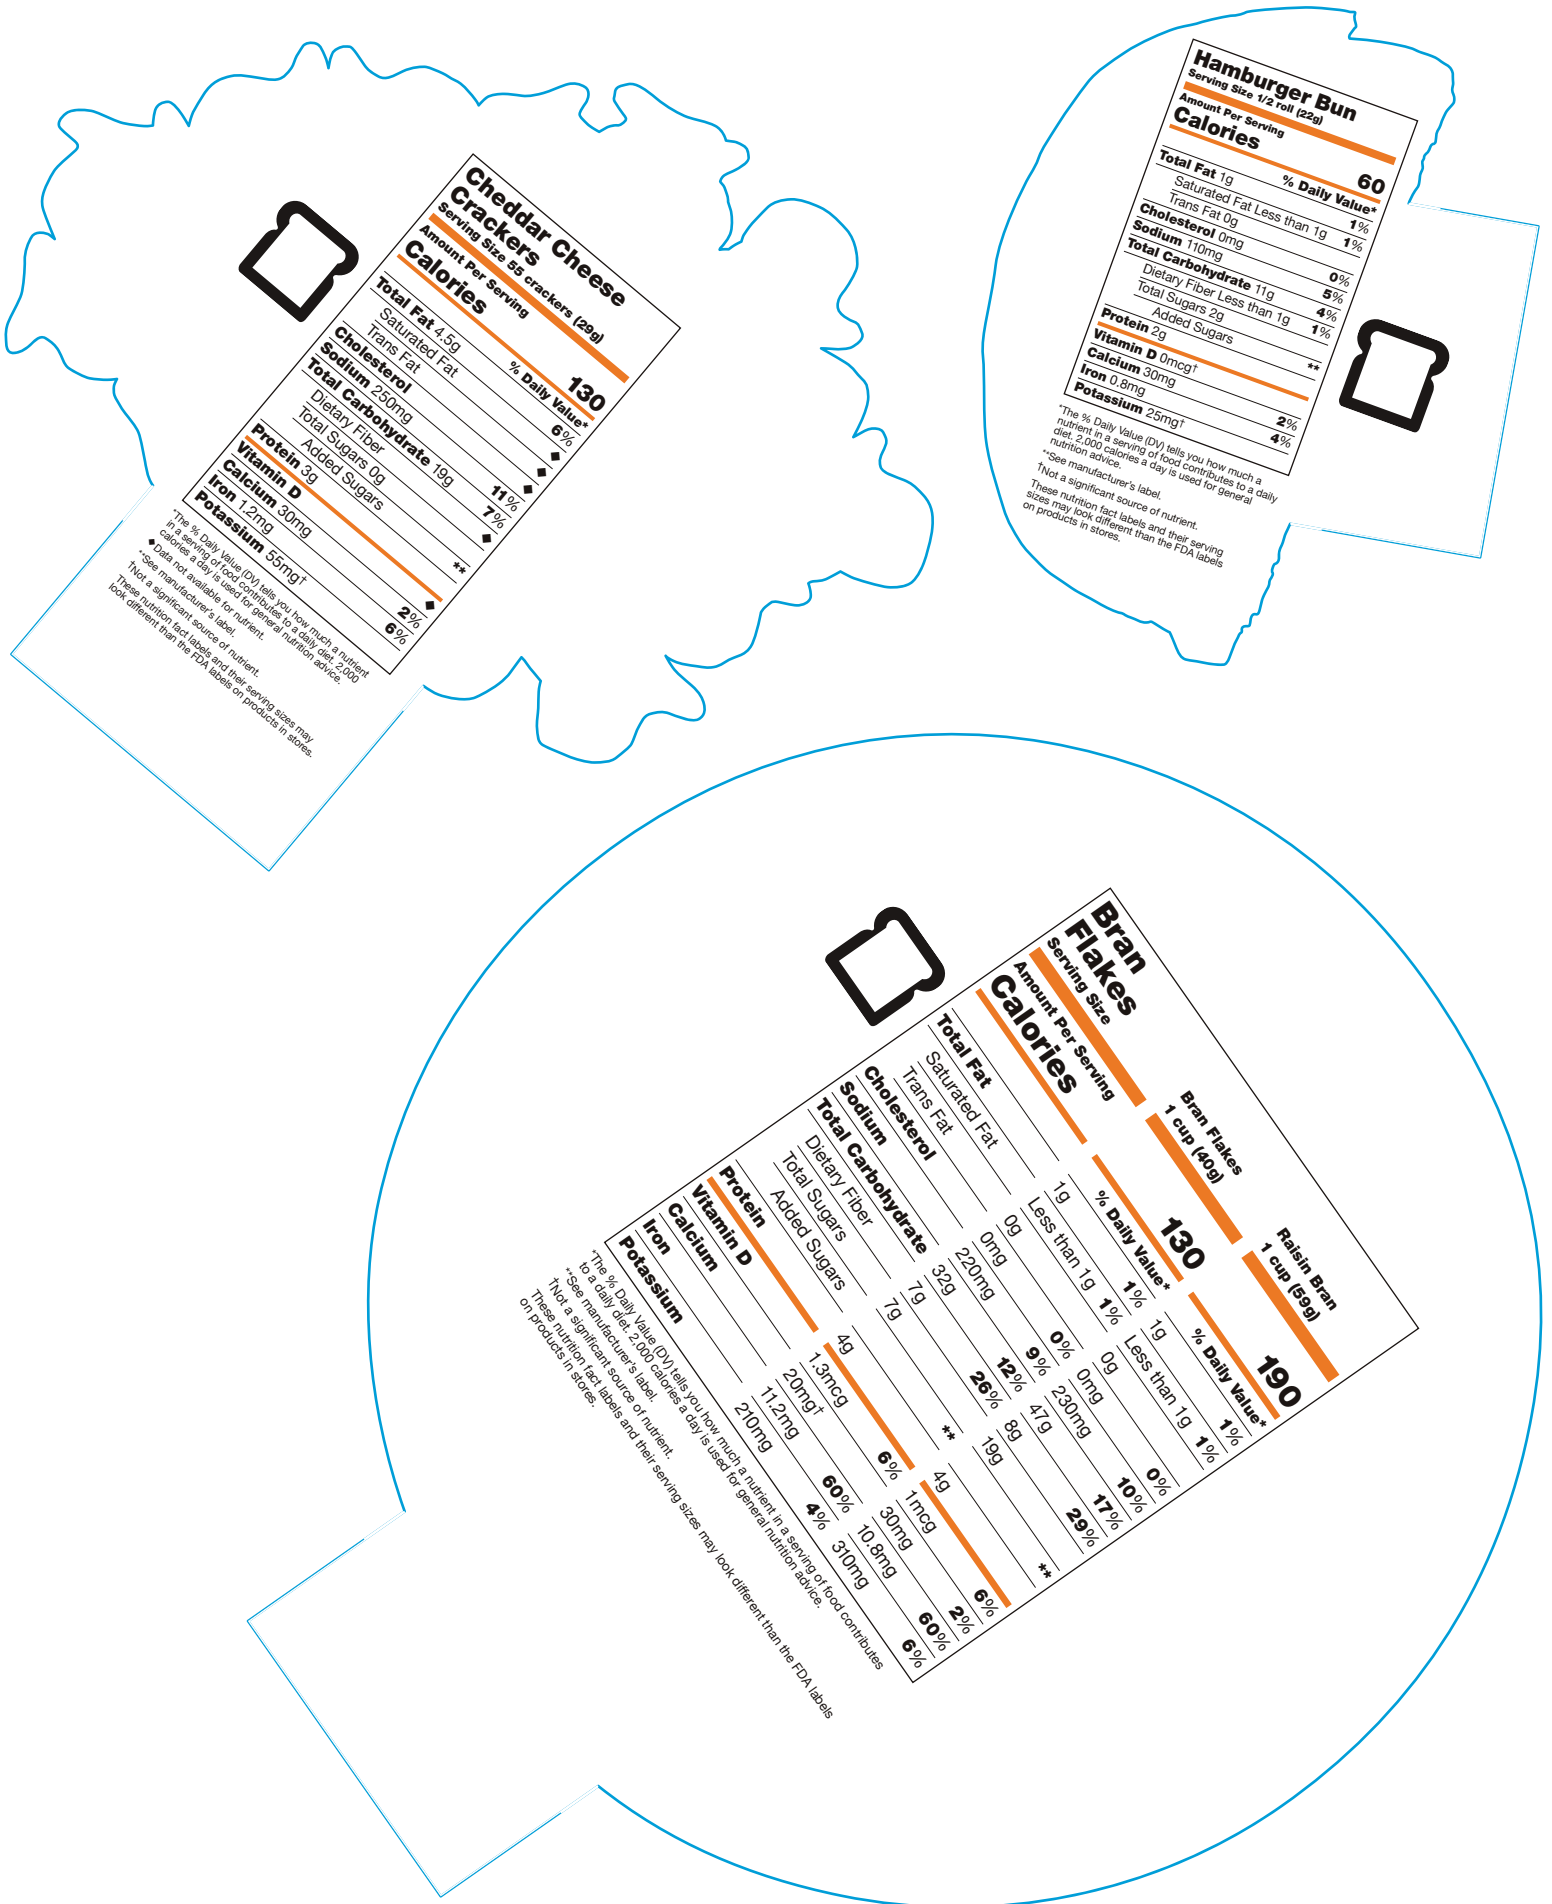 Cheddar Cheese
Crackers
Serving Size 55 crackers (29g)
Amount Per Serving
Calories 130
% Daily Value*
Total Fat 4.5g 6%
Saturated Fat ◆
Trans Fat ◆
Cholesterol ◆
Sodium 250mg 11%
Total Carbohydrate 19g 7%
Dietary Fiber ◆
Total Sugars 0g
Added Sugars **
Protein 3g
Vitamin D ◆
Calcium 30mg 2%
Iron 1.2mg 6%
Potassium 55mg†
*The % Daily Value (DV) tells you how much a nutrient
in a serving of food contributes to a daily diet. 2,000
calories a day is used for general nutrition advice.
◆ Data not available for nutrient.
**See manufacturer's label.
†Not a significant source of nutrient.
These nutrition fact labels and their serving sizes may
look different than the FDA labels on products in stores.
Hamburger Bun
Serving Size 1/2 roll (22g)
Amount Per Serving
Calories 60
% Daily Value*
Total Fat 1g 1%
Saturated Fat Less than 1g 1%
Trans Fat 0g
Cholesterol 0mg 0%
Sodium 110mg 5%
Total Carbohydrate 11g 4%
Dietary Fiber Less than 1g 1%
Total Sugars 2g
Added Sugars **
Protein 2g
Vitamin D 0mcg†
Calcium 30mg 2%
Iron 0.8mg 4%
Potassium 25mg†
*The % Daily Value (DV) tells you how much a
nutrient in a serving of food contributes to a daily
diet. 2,000 calories a day is used for general
nutrition advice.
**See manufacturer's label.
†Not a significant source of nutrient.
These nutrition fact labels and their serving
sizes may look different than the FDA labels
on products in stores.
Bran
Flakes
Bran Flakes Raisin Bran
Serving Size 1 cup (40g) 1 cup (59g)
Amount Per Serving
Calories 130 190
% Daily Value* % Daily Value*
Total Fat 1g 1% 1g 1%
Saturated Fat Less than 1g 1% Less than 1g 1%
Trans Fat 0g 0g
Cholesterol 0mg 0% 0mg 0%
Sodium 220mg 9% 230mg 10%
Total Carbohydrate 32g 12% 47g 17%
Dietary Fiber 7g 26% 8g 29%
Total Sugars 7g 19g
Added Sugars ** **
Protein 4g 4g
Vitamin D 1.3mcg 6% 1mcg 6%
Calcium 20mg† 30mg 2%
Iron 11.2mg 60% 10.8mg 60%
Potassium 210mg 4% 310mg 6%
*The % Daily Value (DV) tells you how much a nutrient in a serving of food contributes
to a daily diet. 2,000 calories a day is used for general nutrition advice.
**See manufacturer's label.
†Not a significant source of nutrient.
These nutrition fact labels and their serving sizes may look different than the FDA labels
on products in stores.